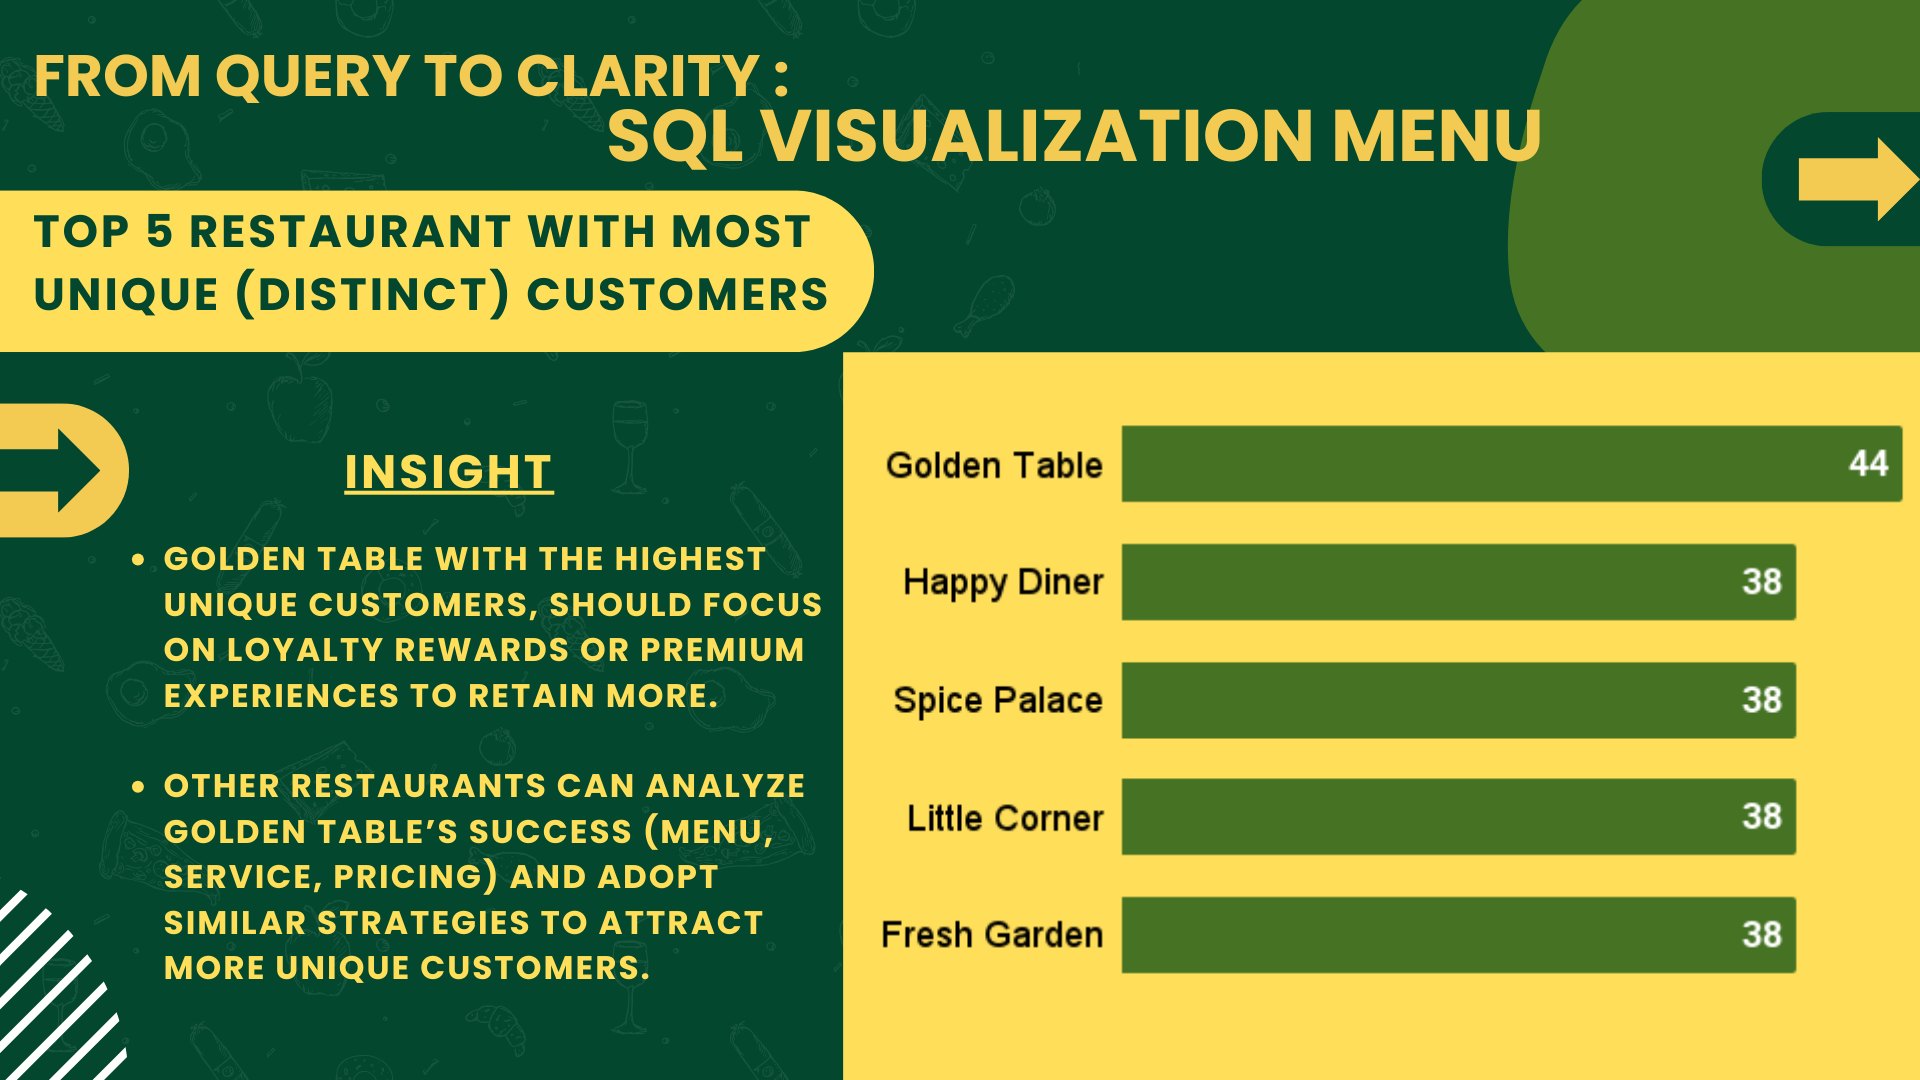 FROM QUERY TO CLARITY :
SQL VISUALIZATION MENU
TOP 5 RESTAURANT WITH MOST
UNIQUE (DISTINCT) CUSTOMERS
INSIGHT
• GOLDEN TABLE WITH THE HIGHEST
UNIQUE CUSTOMERS, SHOULD FOCUS
ON LOYALTY REWARDS OR PREMIUM
EXPERIENCES TO RETAIN MORE.
• OTHER RESTAURANTS CAN ANALYZE
GOLDEN TABLE’S SUCCESS (MENU,
SERVICE, PRICING) AND ADOPT
SIMILAR STRATEGIES TO ATTRACT
MORE UNIQUE CUSTOMERS.
Golden Table 44
Happy Diner 38
Spice Palace 38
Little Corner 38
Fresh Garden 38